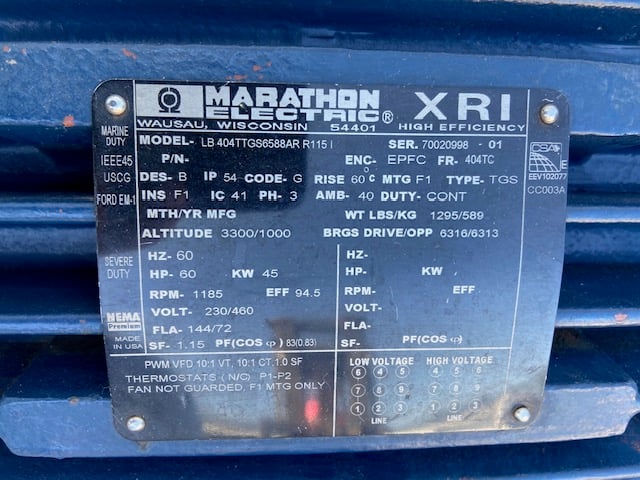 MARATHON ELECTRIC® XRI
WAUSAU, WISCONSIN 54401 HIGH EFFICIENCY
MARINE DUTY
IEEE45
USCG
FORD EM-1
SEVERE DUTY
NEMA Premium
MADE IN USA
MODEL- LB 404TTGS6588AR R115 SER. 70020998 - 01
P/N- ENC- EPFC FR- 404TC
DES- B IP 54 CODE- G RISE 60°C MTG F1 TYPE- TGS
INS F1 IC 41 PH- 3 AMB- 40 DUTY- CONT
MTH/YR MFG WT LBS/KG 1295/589
ALTITUDE 3300/1000 BRGS DRIVE/OPP 6316/6313
CSA
EEV102077
CC003A
HZ- 60
HP- 60 KW 45
RPM- 1185 EFF 94.5
VOLT- 230/460
FLA- 144/72
SF- 1.15 PF(COS φ) 83(0.83)
HZ-
HP- KW
RPM- EFF
VOLT-
FLA-
SF- PF(COS φ)
PWM VFD 10:1 VT, 10:1 CT, 1.0 SF
THERMOSTATS (N/C) P1-P2
FAN NOT GUARDED, F1 MTG ONLY
LOW VOLTAGE HIGH VOLTAGE
6 4 5 4 5 6
7 8 9 7 8 9
1 2 3 1 2 3
LINE LINE